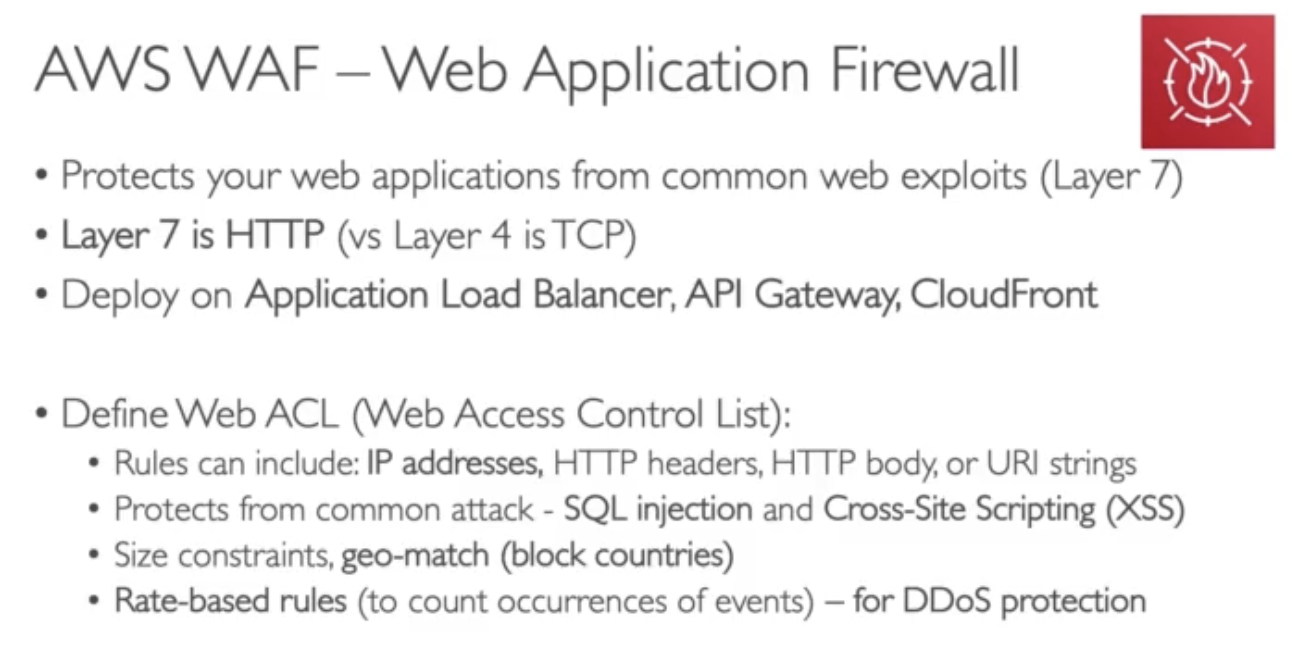 AWS WAF – Web Application Firewall
• Protects your web applications from common web exploits (Layer 7)
• Layer 7 is HTTP (vs Layer 4 is TCP)
• Deploy on Application Load Balancer, API Gateway, CloudFront
• Define Web ACL (Web Access Control List):
• Rules can include: IP addresses, HTTP headers, HTTP body, or URI strings
• Protects from common attack - SQL injection and Cross-Site Scripting (XSS)
• Size constraints, geo-match (block countries)
• Rate-based rules (to count occurrences of events) – for DDoS protection